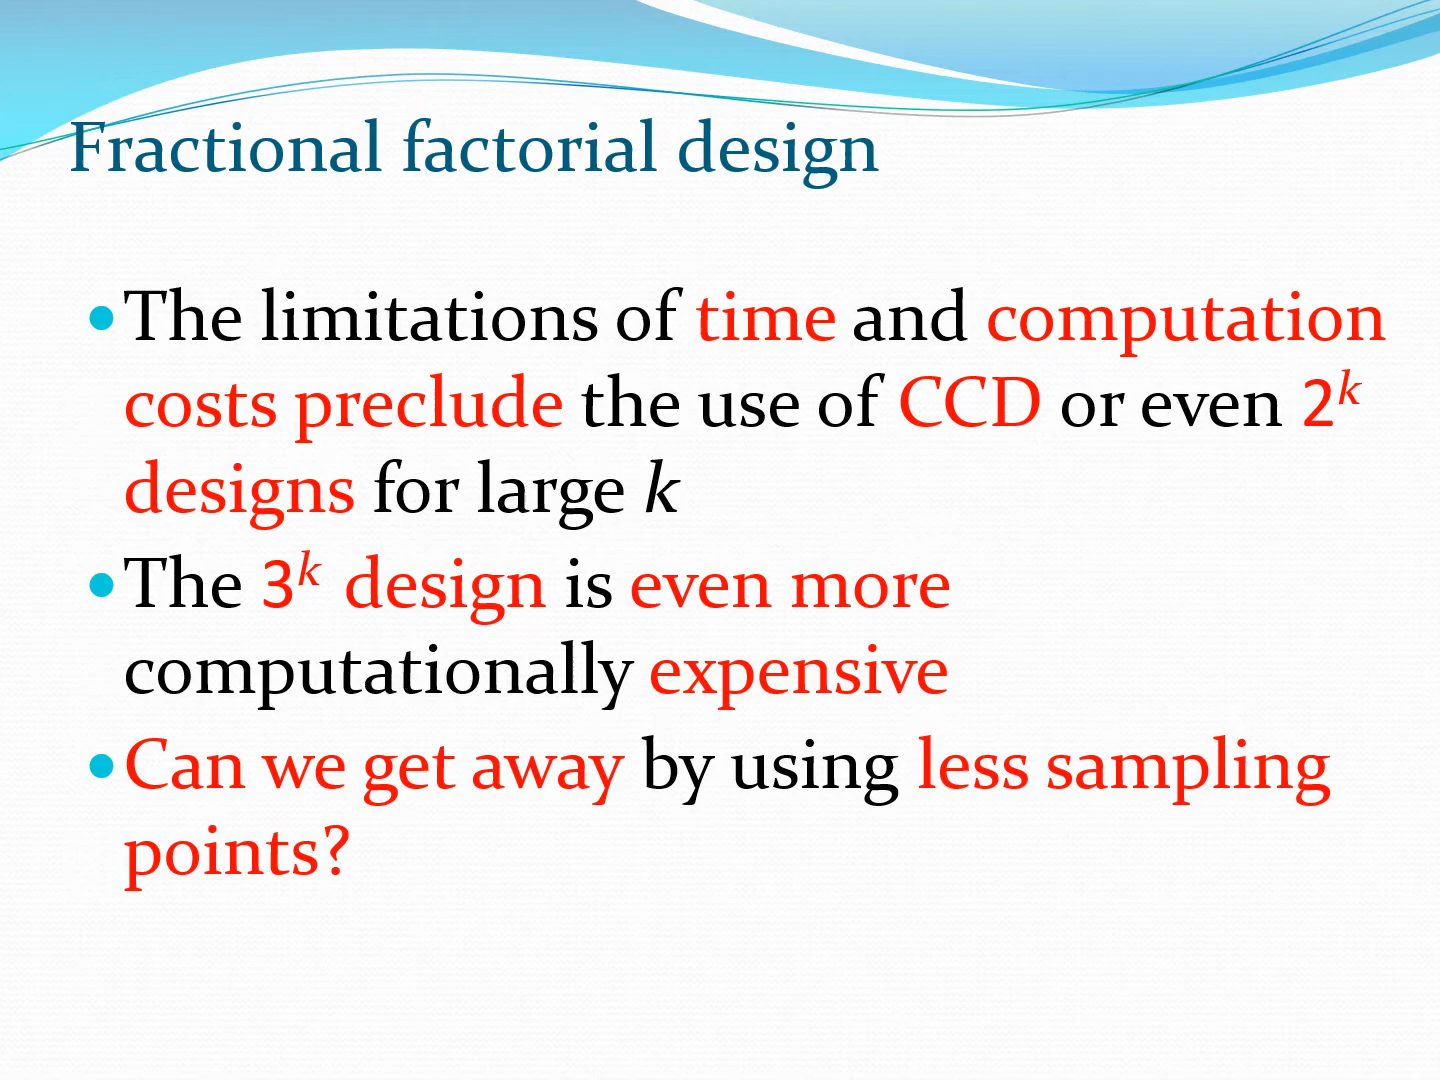 Fractional factorial design
•The limitations of time and computation
costs preclude the use of CCD or even 2ᵏ
designs for large k
•The 3ᵏ design is even more
computationally expensive
•Can we get away by using less sampling
points?